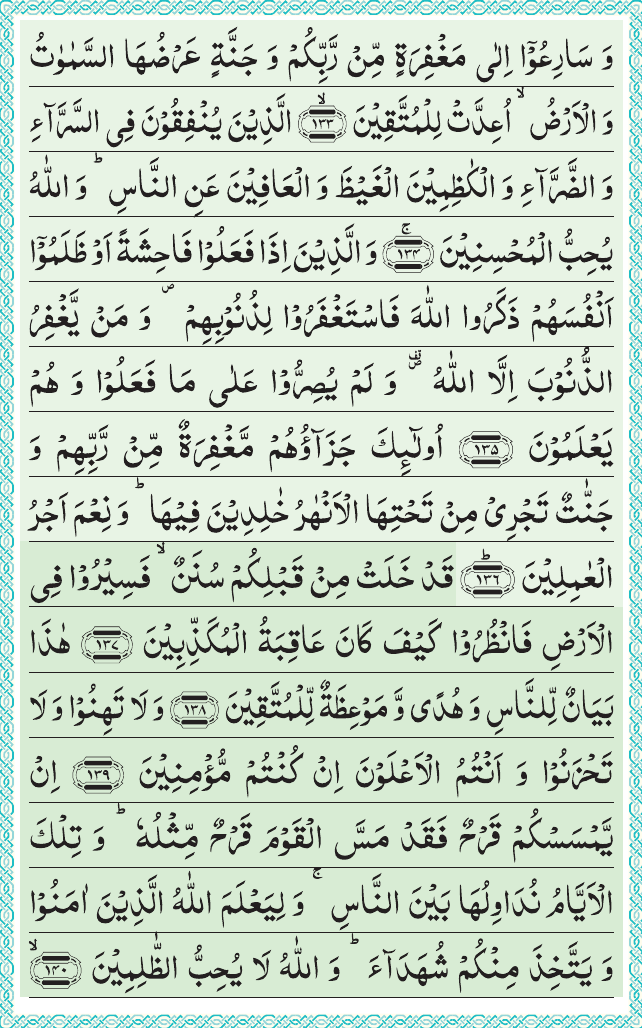 وَ سَارِعُوْۤا اِلٰى مَغْفِرَةٍ مِّنْ رَّبِّكُمْ وَ جَنَّةٍ عَرْضُهَا السَّمٰوٰتُ
وَ الْاَرْضُ ۙ اُعِدَّتْ لِلْمُتَّقِيْنَ ﴿۱۳۳﴾ ۙ الَّذِيْنَ يُنْفِقُوْنَ فِى السَّرَّآءِ
وَ الضَّرَّآءِ وَ الْكٰظِمِيْنَ الْغَيْظَ وَ الْعَافِيْنَ عَنِ النَّاسِ ؕ وَ اللّٰهُ
يُحِبُّ الْمُحْسِنِيْنَ ﴿۱۳۴﴾ ۚ وَ الَّذِيْنَ اِذَا فَعَلُوْا فَاحِشَةً اَوْ ظَلَمُوْۤا
اَنْفُسَهُمْ ذَكَرُوا اللّٰهَ فَاسْتَغْفَرُوْا لِذُنُوْبِهِمْ ۪ وَ مَنْ يَّغْفِرُ
الذُّنُوْبَ اِلَّا اللّٰهُ ۪۟ وَ لَمْ يُصِرُّوْا عَلٰى مَا فَعَلُوْا وَ هُمْ
يَعْلَمُوْنَ ﴿۱۳۵﴾ اُولٰٓئِكَ جَزَآؤُهُمْ مَّغْفِرَةٌ مِّنْ رَّبِّهِمْ وَ
جَنّٰتٌ تَجْرِىْ مِنْ تَحْتِهَا الْاَنْهٰرُ خٰلِدِيْنَ فِيْهَا ؕ وَ نِعْمَ اَجْرُ
الْعٰمِلِيْنَ ﴿۱۳۶﴾ ؕ قَدْ خَلَتْ مِنْ قَبْلِكُمْ سُنَنٌ ۙ فَسِيْرُوْا فِى
الْاَرْضِ فَانْظُرُوْا كَيْفَ كَانَ عَاقِبَةُ الْمُكَذِّبِيْنَ ﴿۱۳۷﴾ هٰذَا
بَيَانٌ لِّلنَّاسِ وَ هُدًى وَّ مَوْعِظَةٌ لِّلْمُتَّقِيْنَ ﴿۱۳۸﴾ وَ لَا تَهِنُوْا وَ لَا
تَحْزَنُوْا وَ اَنْتُمُ الْاَعْلَوْنَ اِنْ كُنْتُمْ مُّؤْمِنِيْنَ ﴿۱۳۹﴾ اِنْ
يَّمْسَسْكُمْ قَرْحٌ فَقَدْ مَسَّ الْقَوْمَ قَرْحٌ مِّثْلُهٗ ؕ وَ تِلْكَ
الْاَيَّامُ نُدَاوِلُهَا بَيْنَ النَّاسِ ۚ وَ لِيَعْلَمَ اللّٰهُ الَّذِيْنَ اٰمَنُوْا
وَ يَتَّخِذَ مِنْكُمْ شُهَدَآءَ ؕ وَ اللّٰهُ لَا يُحِبُّ الظّٰلِمِيْنَ ﴿۱۴۰﴾ ۙ